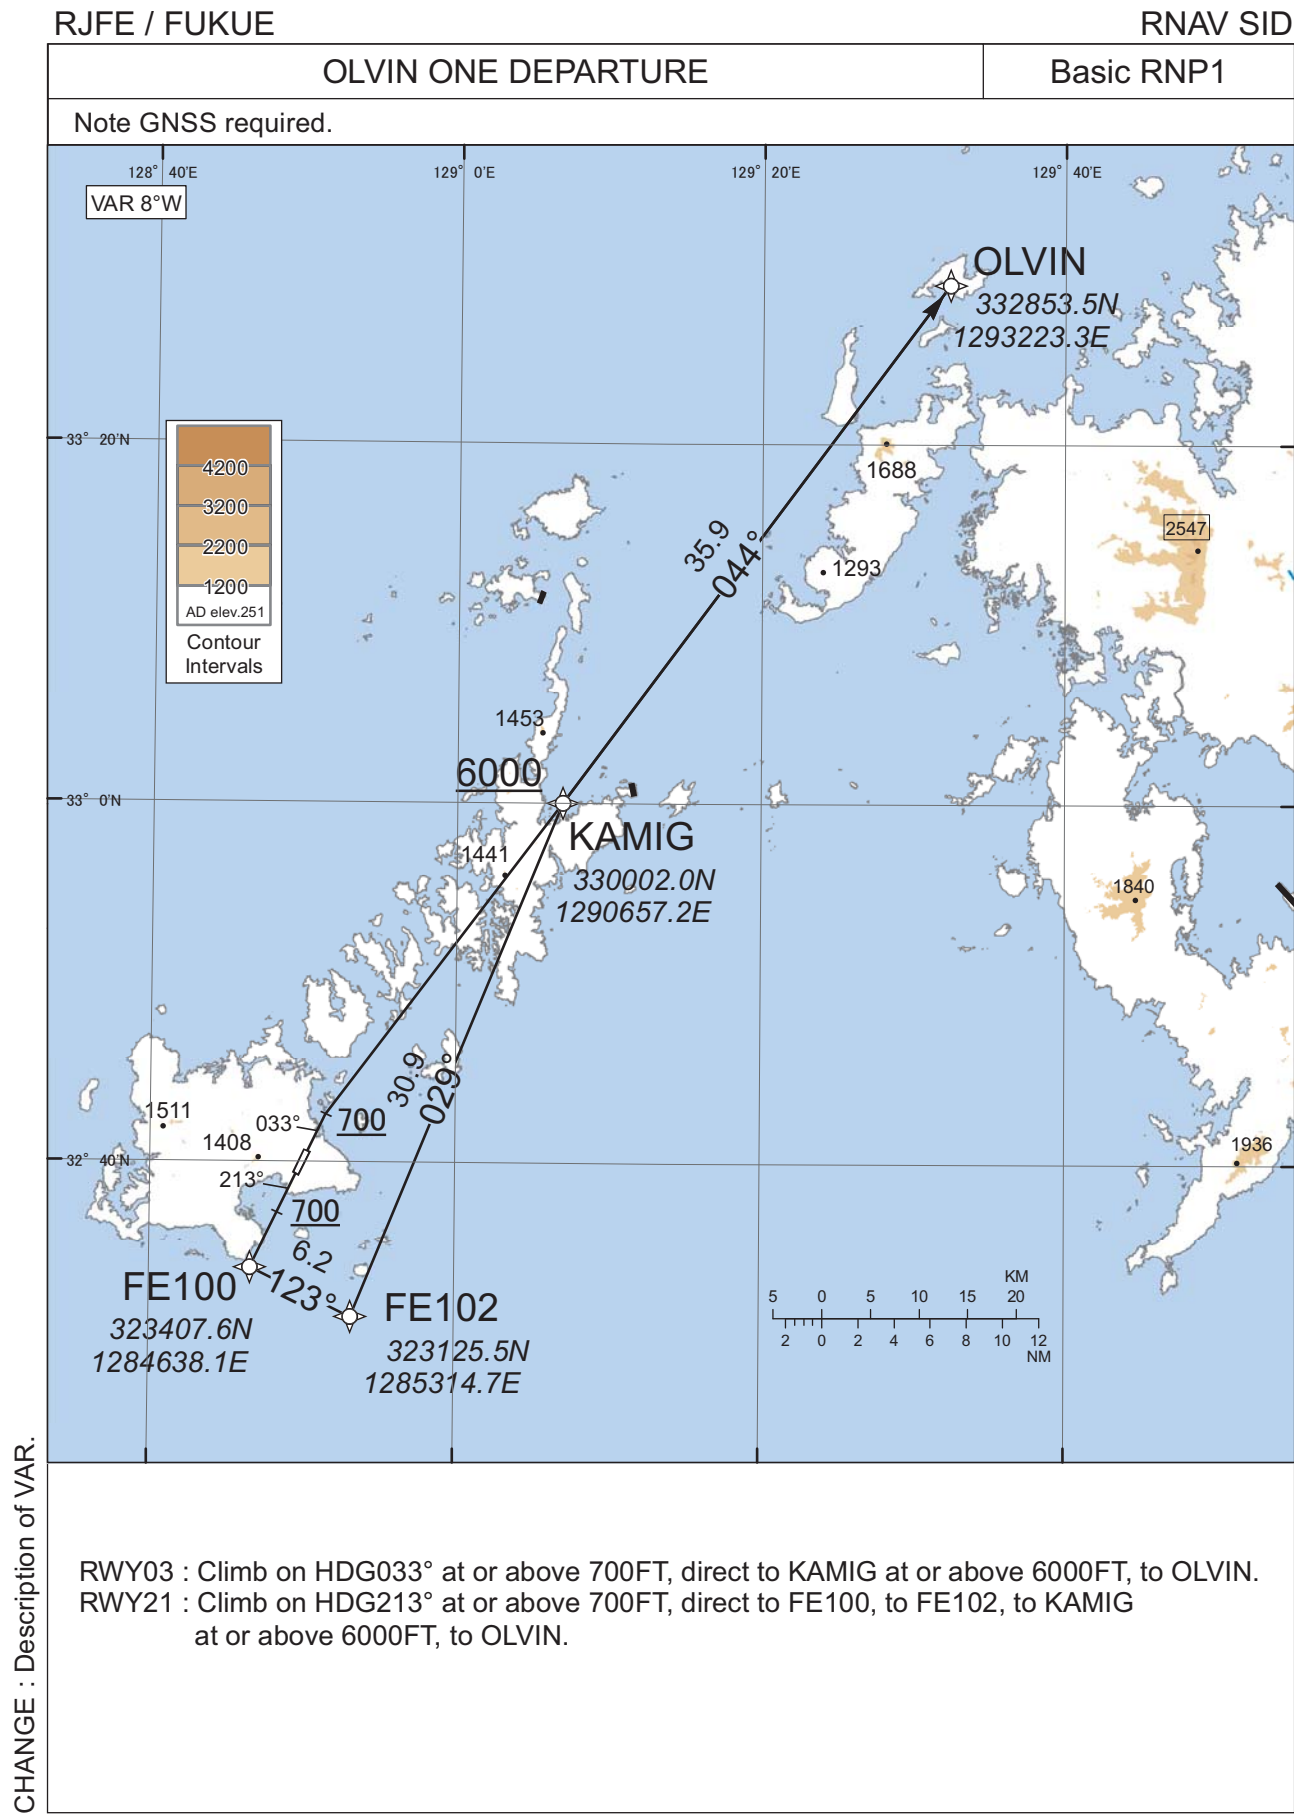 RJFE / FUKUE
RNAV SID
OLVIN ONE DEPARTURE
Basic RNP1
Note GNSS required.
128° 40'E
129° 0'E
129° 20'E
129° 40'E
VAR 8°W
OLVIN
332853.5N
1293223.3E
33° 20'N
4200
3200
2200
1200
AD elev.251
Contour
Intervals
1688
2547
35.9
044°
1293
1453
6000
33° 0'N
KAMIG
330002.0N
1290657.2E
1441
1840
30.9
029°
1511
033°
700
1408
1936
32° 40'N
213°
700
6.2
123°
FE100
323407.6N
1284638.1E
FE102
323125.5N
1285314.7E
KM
5 0 5 10 15 20
2 0 2 4 6 8 10 12
NM
RWY03 : Climb on HDG033° at or above 700FT, direct to KAMIG at or above 6000FT, to OLVIN.
RWY21 : Climb on HDG213° at or above 700FT, direct to FE100, to FE102, to KAMIG
at or above 6000FT, to OLVIN.
CHANGE : Description of VAR.